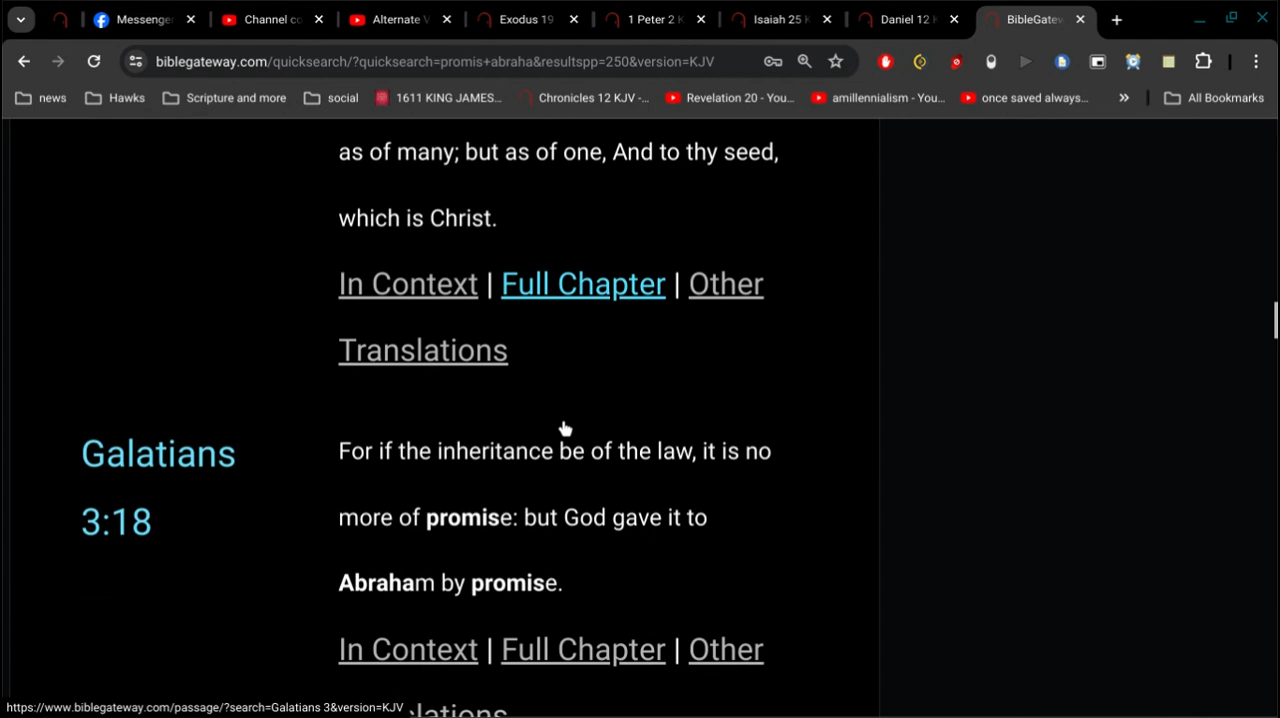 Messenge
Channel co
Alternate V
Exodus 19
1 Peter 2 K
Isaiah 25 K
Daniel 12 K
BibleGatew
biblegateway.com/quicksearch/?quicksearch=promis+abraha&resultspp=250&version=KJV
news
Hawks
Scripture and more
social
1611 KING JAMES...
Chronicles 12 KJV -...
Revelation 20 - You...
amillennialism - You...
once saved always...
All Bookmarks
as of many; but as of one, And to thy seed,
which is Christ.
In Context | Full Chapter | Other
Translations
Galatians
3:18
For if the inheritance be of the law, it is no
more of promise: but God gave it to
Abraham by promise.
In Context | Full Chapter | Other
lations
https://www.biblegateway.com/passage/?search=Galatians 3&version=KJV